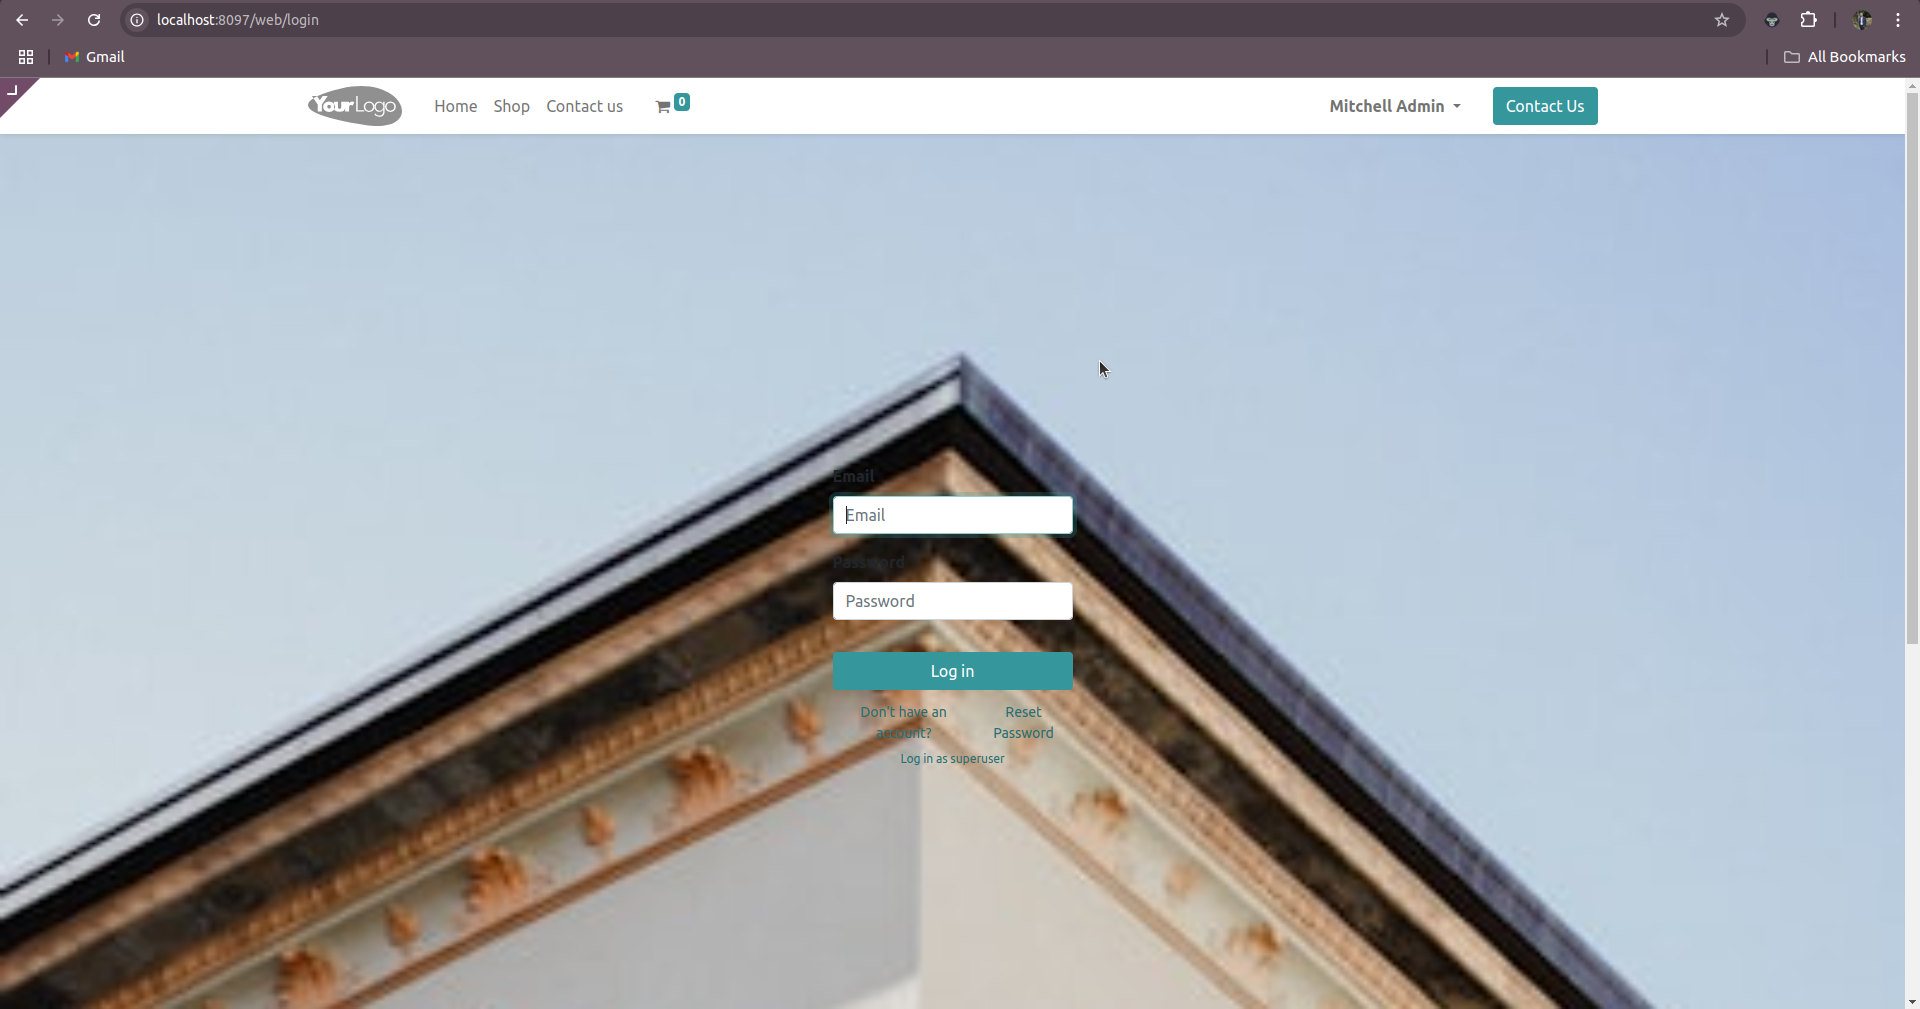 localhost:8097/web/login
Gmail
All Bookmarks
YourLogo
Home
Shop
Contact us
0
Mitchell Admin
Contact Us
Email
Email
Password
Password
Log in
Don't have an
account?
Reset
Password
Log in as superuser